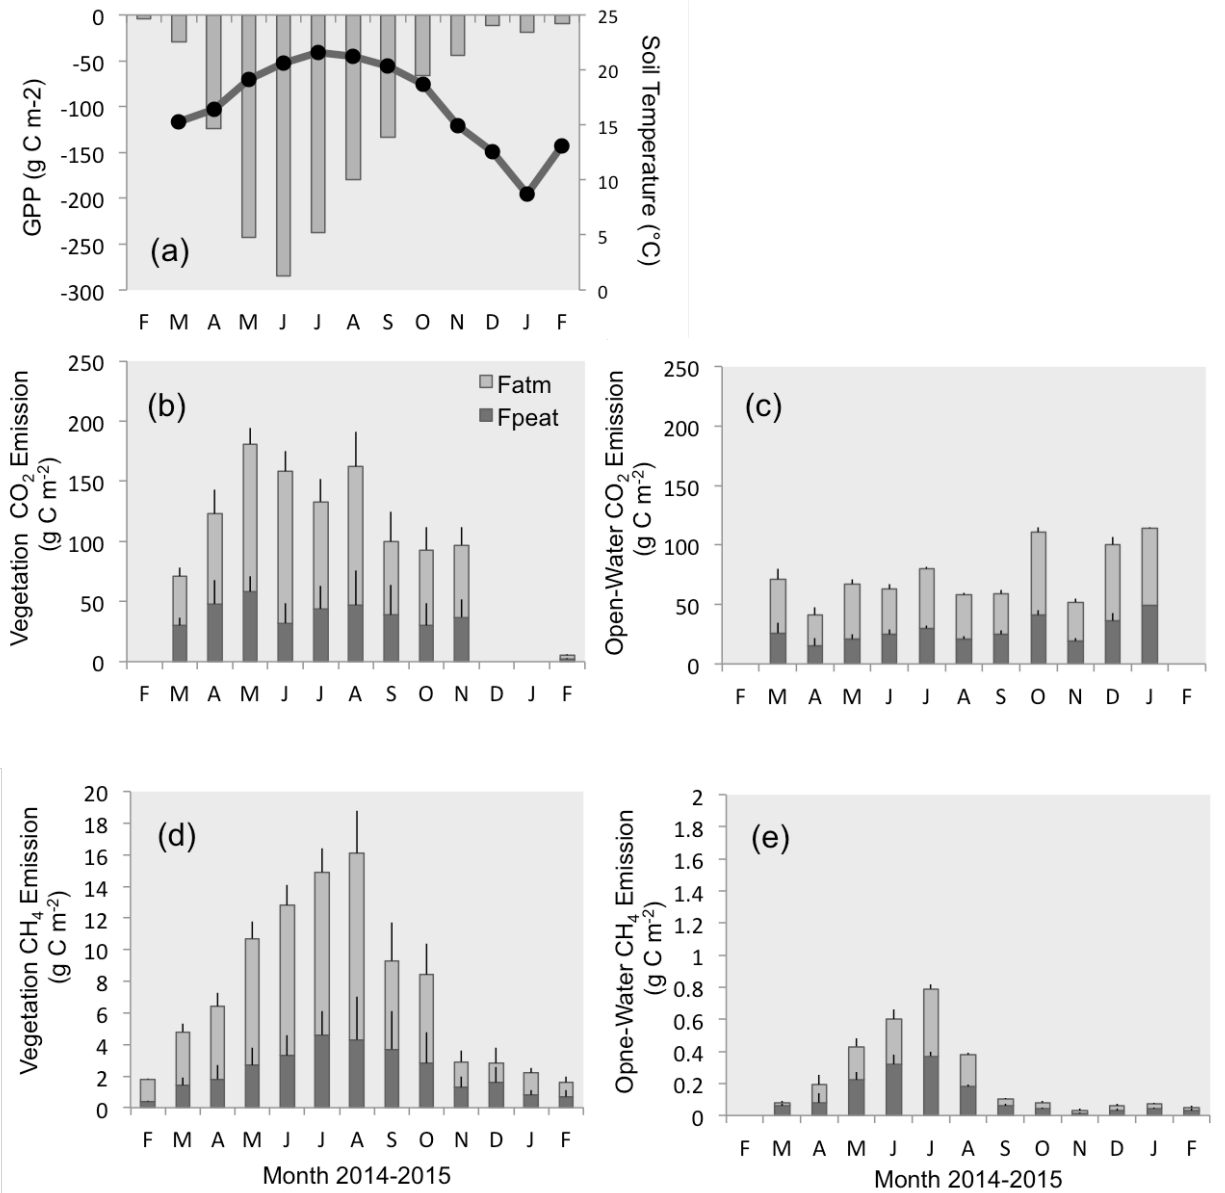 0
-50
-100
-150
-200
-250
-300
GPP (g C m-2)
(a)
25
20
15
10
5
0
Soil Temperature (°C)
F M A M J J A S O N D J F
250
200
150
100
50
0
Vegetation CO2 Emission
(g C m-2)
(b)
Fatm
Fpeat
F M A M J J A S O N D J F
250
200
150
100
50
0
Open-Water CO2 Emission
(g C m-2)
(c)
F M A M J J A S O N D J F
20
18
16
14
12
10
8
6
4
2
0
Vegetation CH4 Emission
(g C m-2)
(d)
F M A M J J A S O N D J F
Month 2014-2015
2
1.8
1.6
1.4
1.2
1
0.8
0.6
0.4
0.2
0
Opne-Water CH4 Emission
(g C m-2)
(e)
F M A M J J A S O N D J F
Month 2014-2015